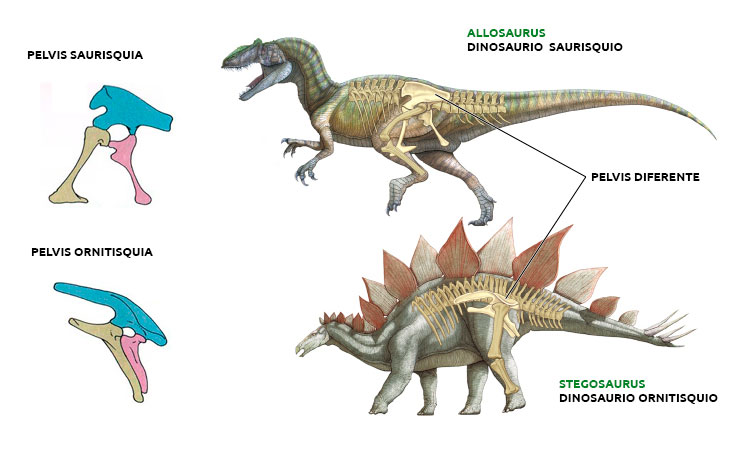 PELVIS SAURISQUIA
ALLOSAURUS
DINOSAURIO SAURISQUIO
PELVIS DIFERENTE
PELVIS ORNITISQUIA
STEGOSAURUS
DINOSAURIO ORNITISQUIO